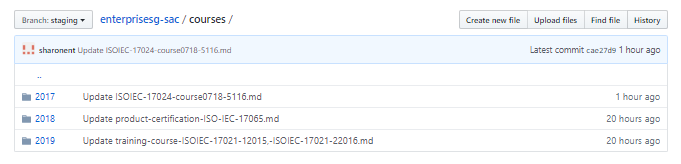 Branch: staging enterprisesg-sac / courses / Create new file Upload files Find file History
sharonent Update ISOIEC-17024-course0718-5116.md Latest commit cae27d9 1 hour ago
..
2017 Update ISOIEC-17024-course0718-5116.md 1 hour ago
2018 Update product-certification-ISO-IEC-17065.md 20 hours ago
2019 Update training-course-ISOIEC-17021-12015,-ISOIEC-17021-22016.md 20 hours ago